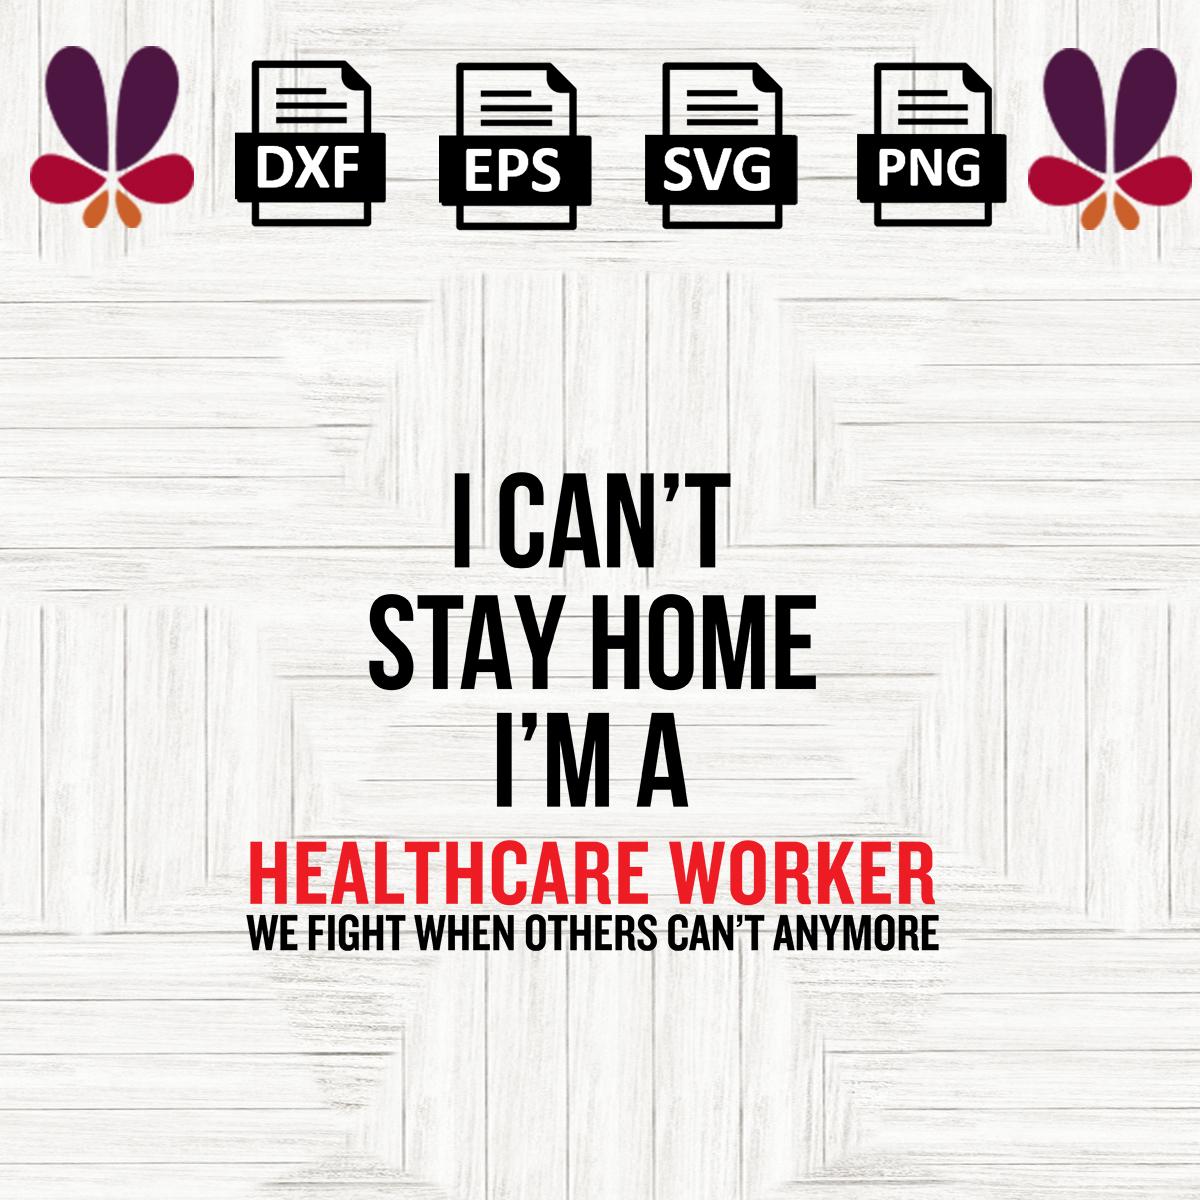 DXF EPS SVG PNG
I CAN’T
STAY HOME
I’M A
HEALTHCARE WORKER
WE FIGHT WHEN OTHERS CAN’T ANYMORE